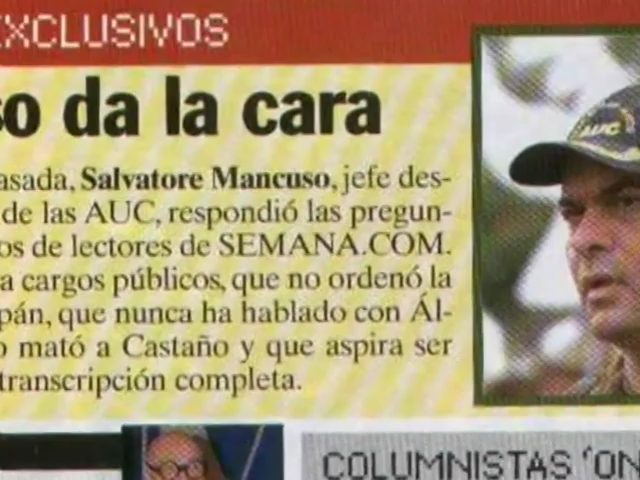 EXCLUSIVOS
so da la cara
asada, Salvatore Mancuso, jefe des-
de las AUC, respondió las pregun-
os de lectores de SEMANA.COM.
a cargos públicos, que no ordenó la
pán, que nunca ha hablado con Ál-
o mató a Castaño y que aspira ser
transcripción completa.
AUC
COLUMNISTAS 'ON